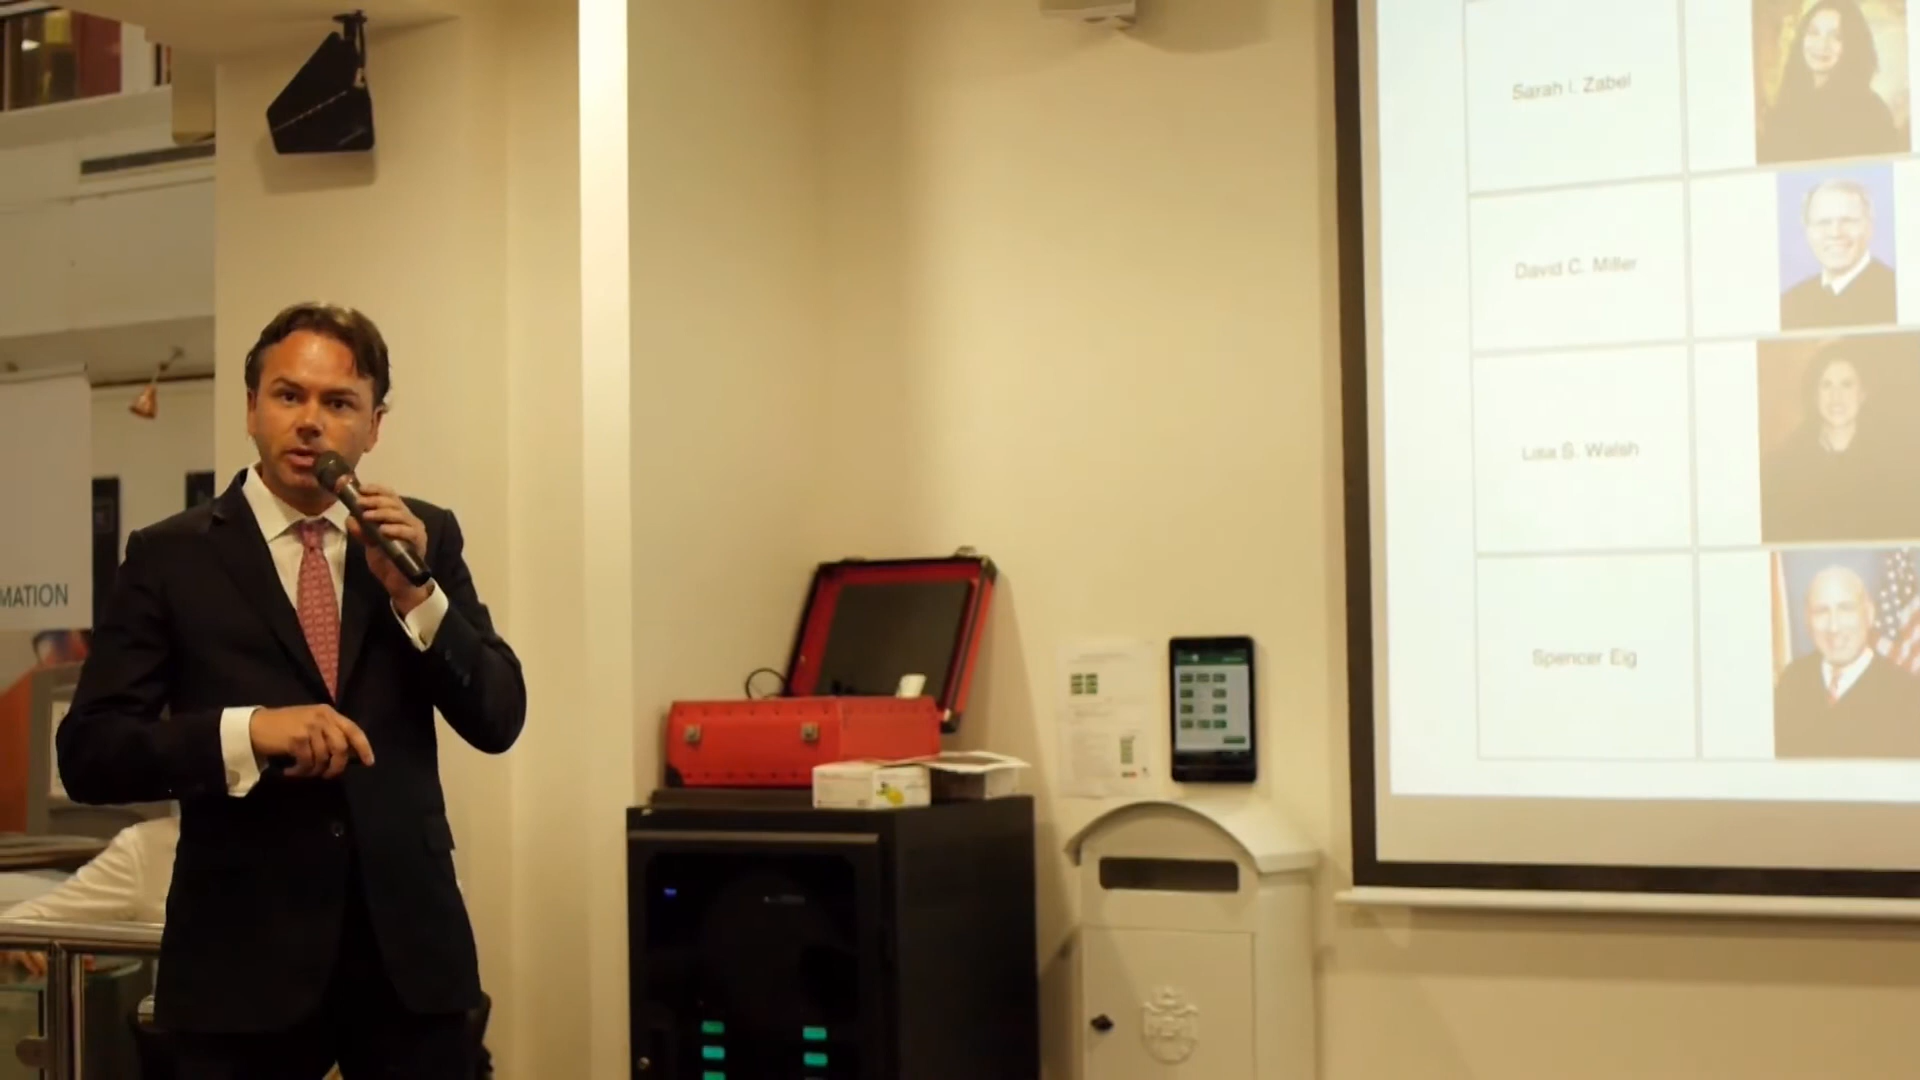 Sarah I. Zabel
David C. Miller
Lisa S. Walsh
Spencer Eig
MATION